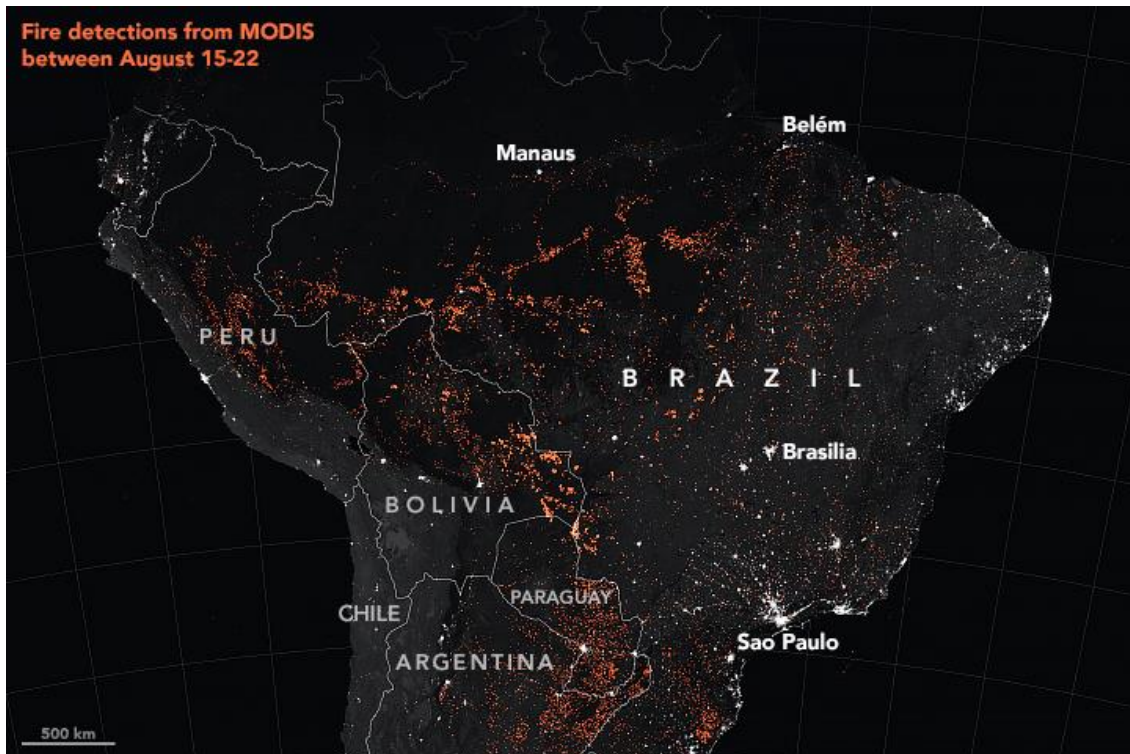 Fire detections from MODIS
between August 15-22
Belém
Manaus
PERU
BRAZIL
Brasilia
BOLIVIA
PARAGUAY
CHILE
Sao Paulo
ARGENTINA
500 km